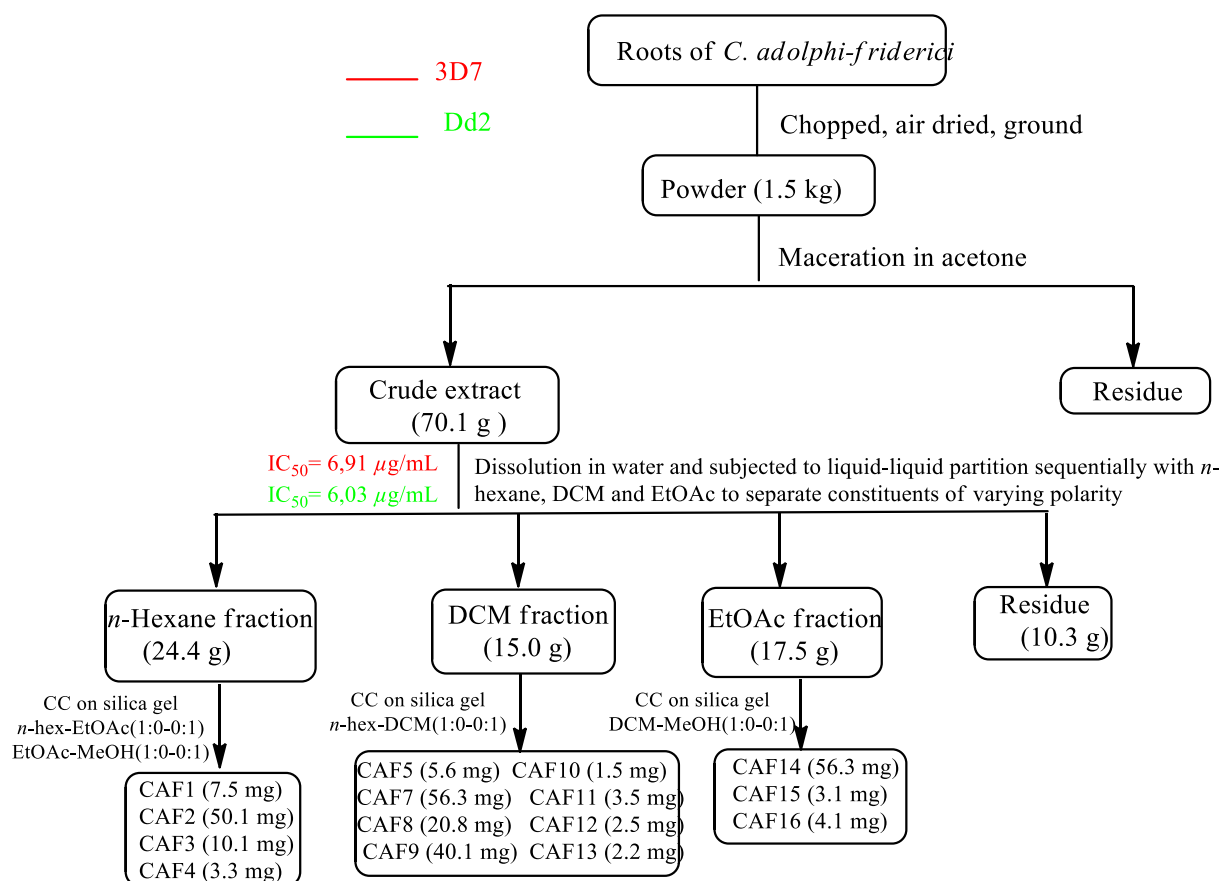 Roots of C. adolphi-friderici
3D7
Dd2
Chopped, air dried, ground
Powder (1.5 kg)
Maceration in acetone
Crude extract
(70.1 g )
Residue
IC50= 6,91 µg/mL
IC50= 6,03 µg/mL
Dissolution in water and subjected to liquid-liquid partition sequentially with n-
hexane, DCM and EtOAc to separate constituents of varying polarity
n-Hexane fraction
(24.4 g)
DCM fraction
(15.0 g)
EtOAc fraction
(17.5 g)
Residue
(10.3 g)
CC on silica gel
n-hex-EtOAc(1:0-0:1)
EtOAc-MeOH(1:0-0:1)
CC on silica gel
n-hex-DCM(1:0-0:1)
CC on silica gel
DCM-MeOH(1:0-0:1)
CAF1 (7.5 mg)
CAF2 (50.1 mg)
CAF3 (10.1 mg)
CAF4 (3.3 mg)
CAF5 (5.6 mg) CAF10 (1.5 mg)
CAF7 (56.3 mg) CAF11 (3.5 mg)
CAF8 (20.8 mg) CAF12 (2.5 mg)
CAF9 (40.1 mg) CAF13 (2.2 mg)
CAF14 (56.3 mg)
CAF15 (3.1 mg)
CAF16 (4.1 mg)